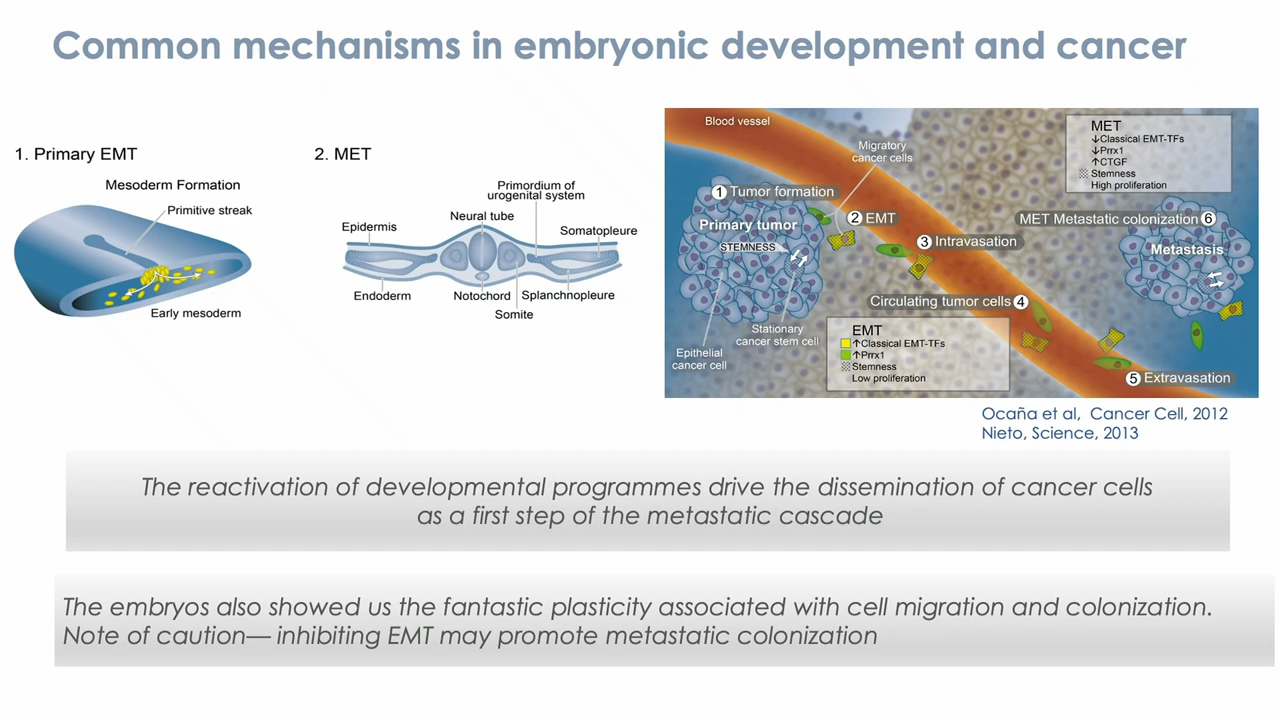 Common mechanisms in embryonic development and cancer
1. Primary EMT
Mesoderm Formation
Primitive streak
Early mesoderm
2. MET
Primordium of
urogenital system
Neural tube
Epidermis
Somatopleure
Endoderm
Notochord
Splanchnopleure
Somite
Blood vessel
Migratory
cancer cells
MET
↓Classical EMT-TFs
↓Prrx1
↑CTGF
Stemness
High proliferation
1 Tumor formation
Primary tumor
STEMNESS
2 EMT
3 Intravasation
MET Metastatic colonization 6
Metastasis
Circulating tumor cells 4
Stationary
cancer stem cell
Epithelial
cancer cell
EMT
↑Classical EMT-TFs
↑Prrx1
Stemness
Low proliferation
5 Extravasation
Ocaña et al, Cancer Cell, 2012
Nieto, Science, 2013
The reactivation of developmental programmes drive the dissemination of cancer cells
as a first step of the metastatic cascade
The embryos also showed us the fantastic plasticity associated with cell migration and colonization.
Note of caution— inhibiting EMT may promote metastatic colonization